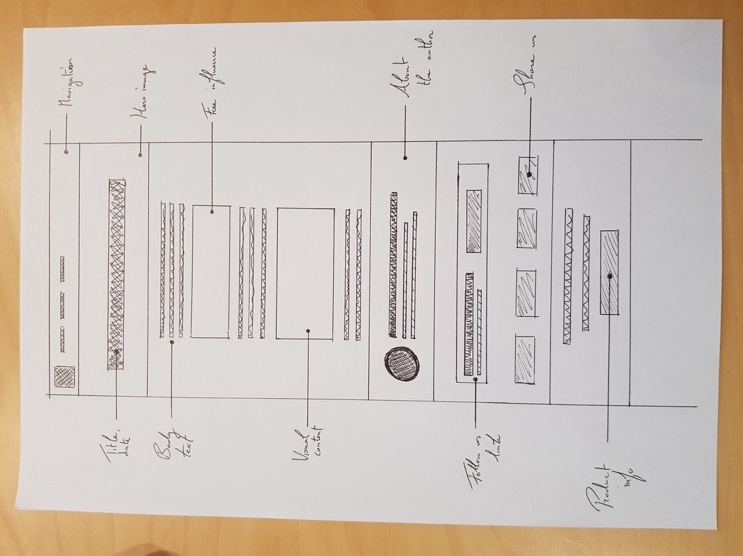 Navigation
Hero image
Title,
date
influence
Body
text
Visual
content
About
the author
Share us
Follow us
link
Product
info